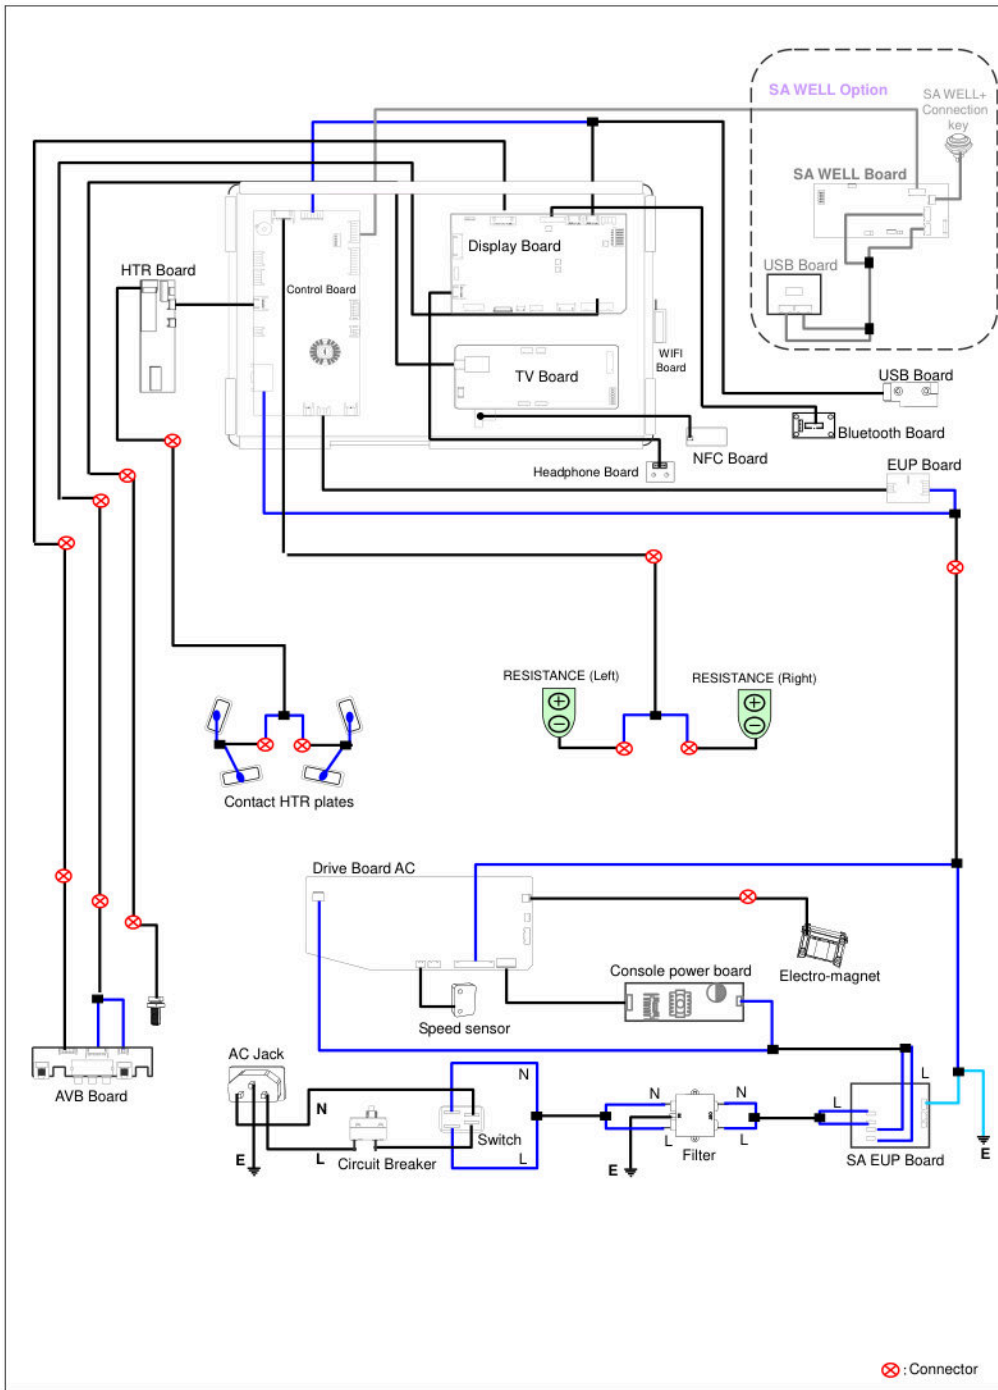 SA WELL Option
SA WELL+
Connection
key
SA WELL Board
USB Board
HTR Board
Control Board
Display Board
TV Board
WIFI
Board
USB Board
Bluetooth Board
NFC Board
Headphone Board
EUP Board
RESISTANCE (Left)
RESISTANCE (Right)
Contact HTR plates
Drive Board AC
Console power board
Electro-magnet
Speed sensor
AVB Board
AC Jack
N
E
L
Circuit Breaker
N
Switch
L
N
L
E
N
L
Filter
L
L
SA EUP Board
E
: Connector